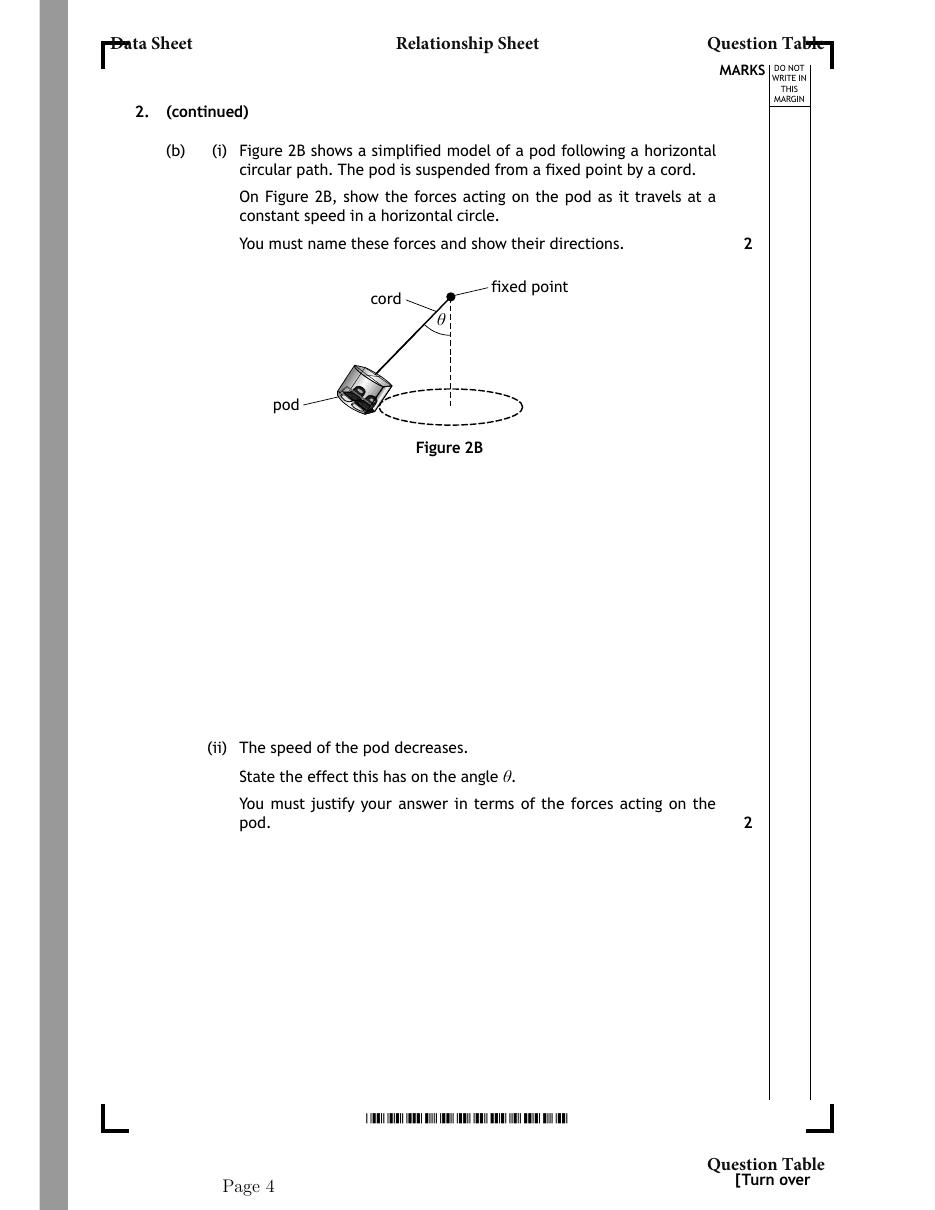 Data Sheet Relationship Sheet Question Table
MARKS
DO NOT
WRITE IN
THIS
MARGIN
2. (continued)
(b) (i) Figure 2B shows a simplified model of a pod following a horizontal
circular path. The pod is suspended from a fixed point by a cord.
On Figure 2B, show the forces acting on the pod as it travels at a
constant speed in a horizontal circle.
You must name these forces and show their directions. 2
fixed point
cord
θ
pod
Figure 2B
(ii) The speed of the pod decreases.
State the effect this has on the angle θ.
You must justify your answer in terms of the forces acting on the
pod. 2
Question Table
[Turn over
Page 4